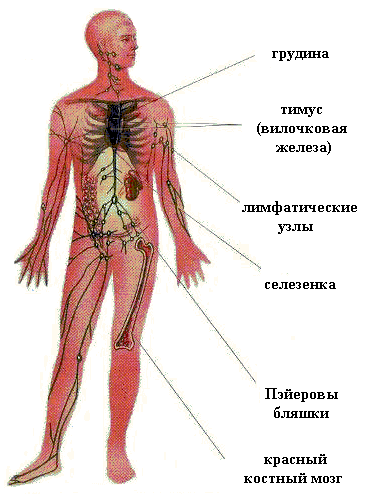 грудина
тимус
(вилочковая
железа)
лимфатические
узлы
селезенка
Пэйеровы
бляшки
красный
костный мозг